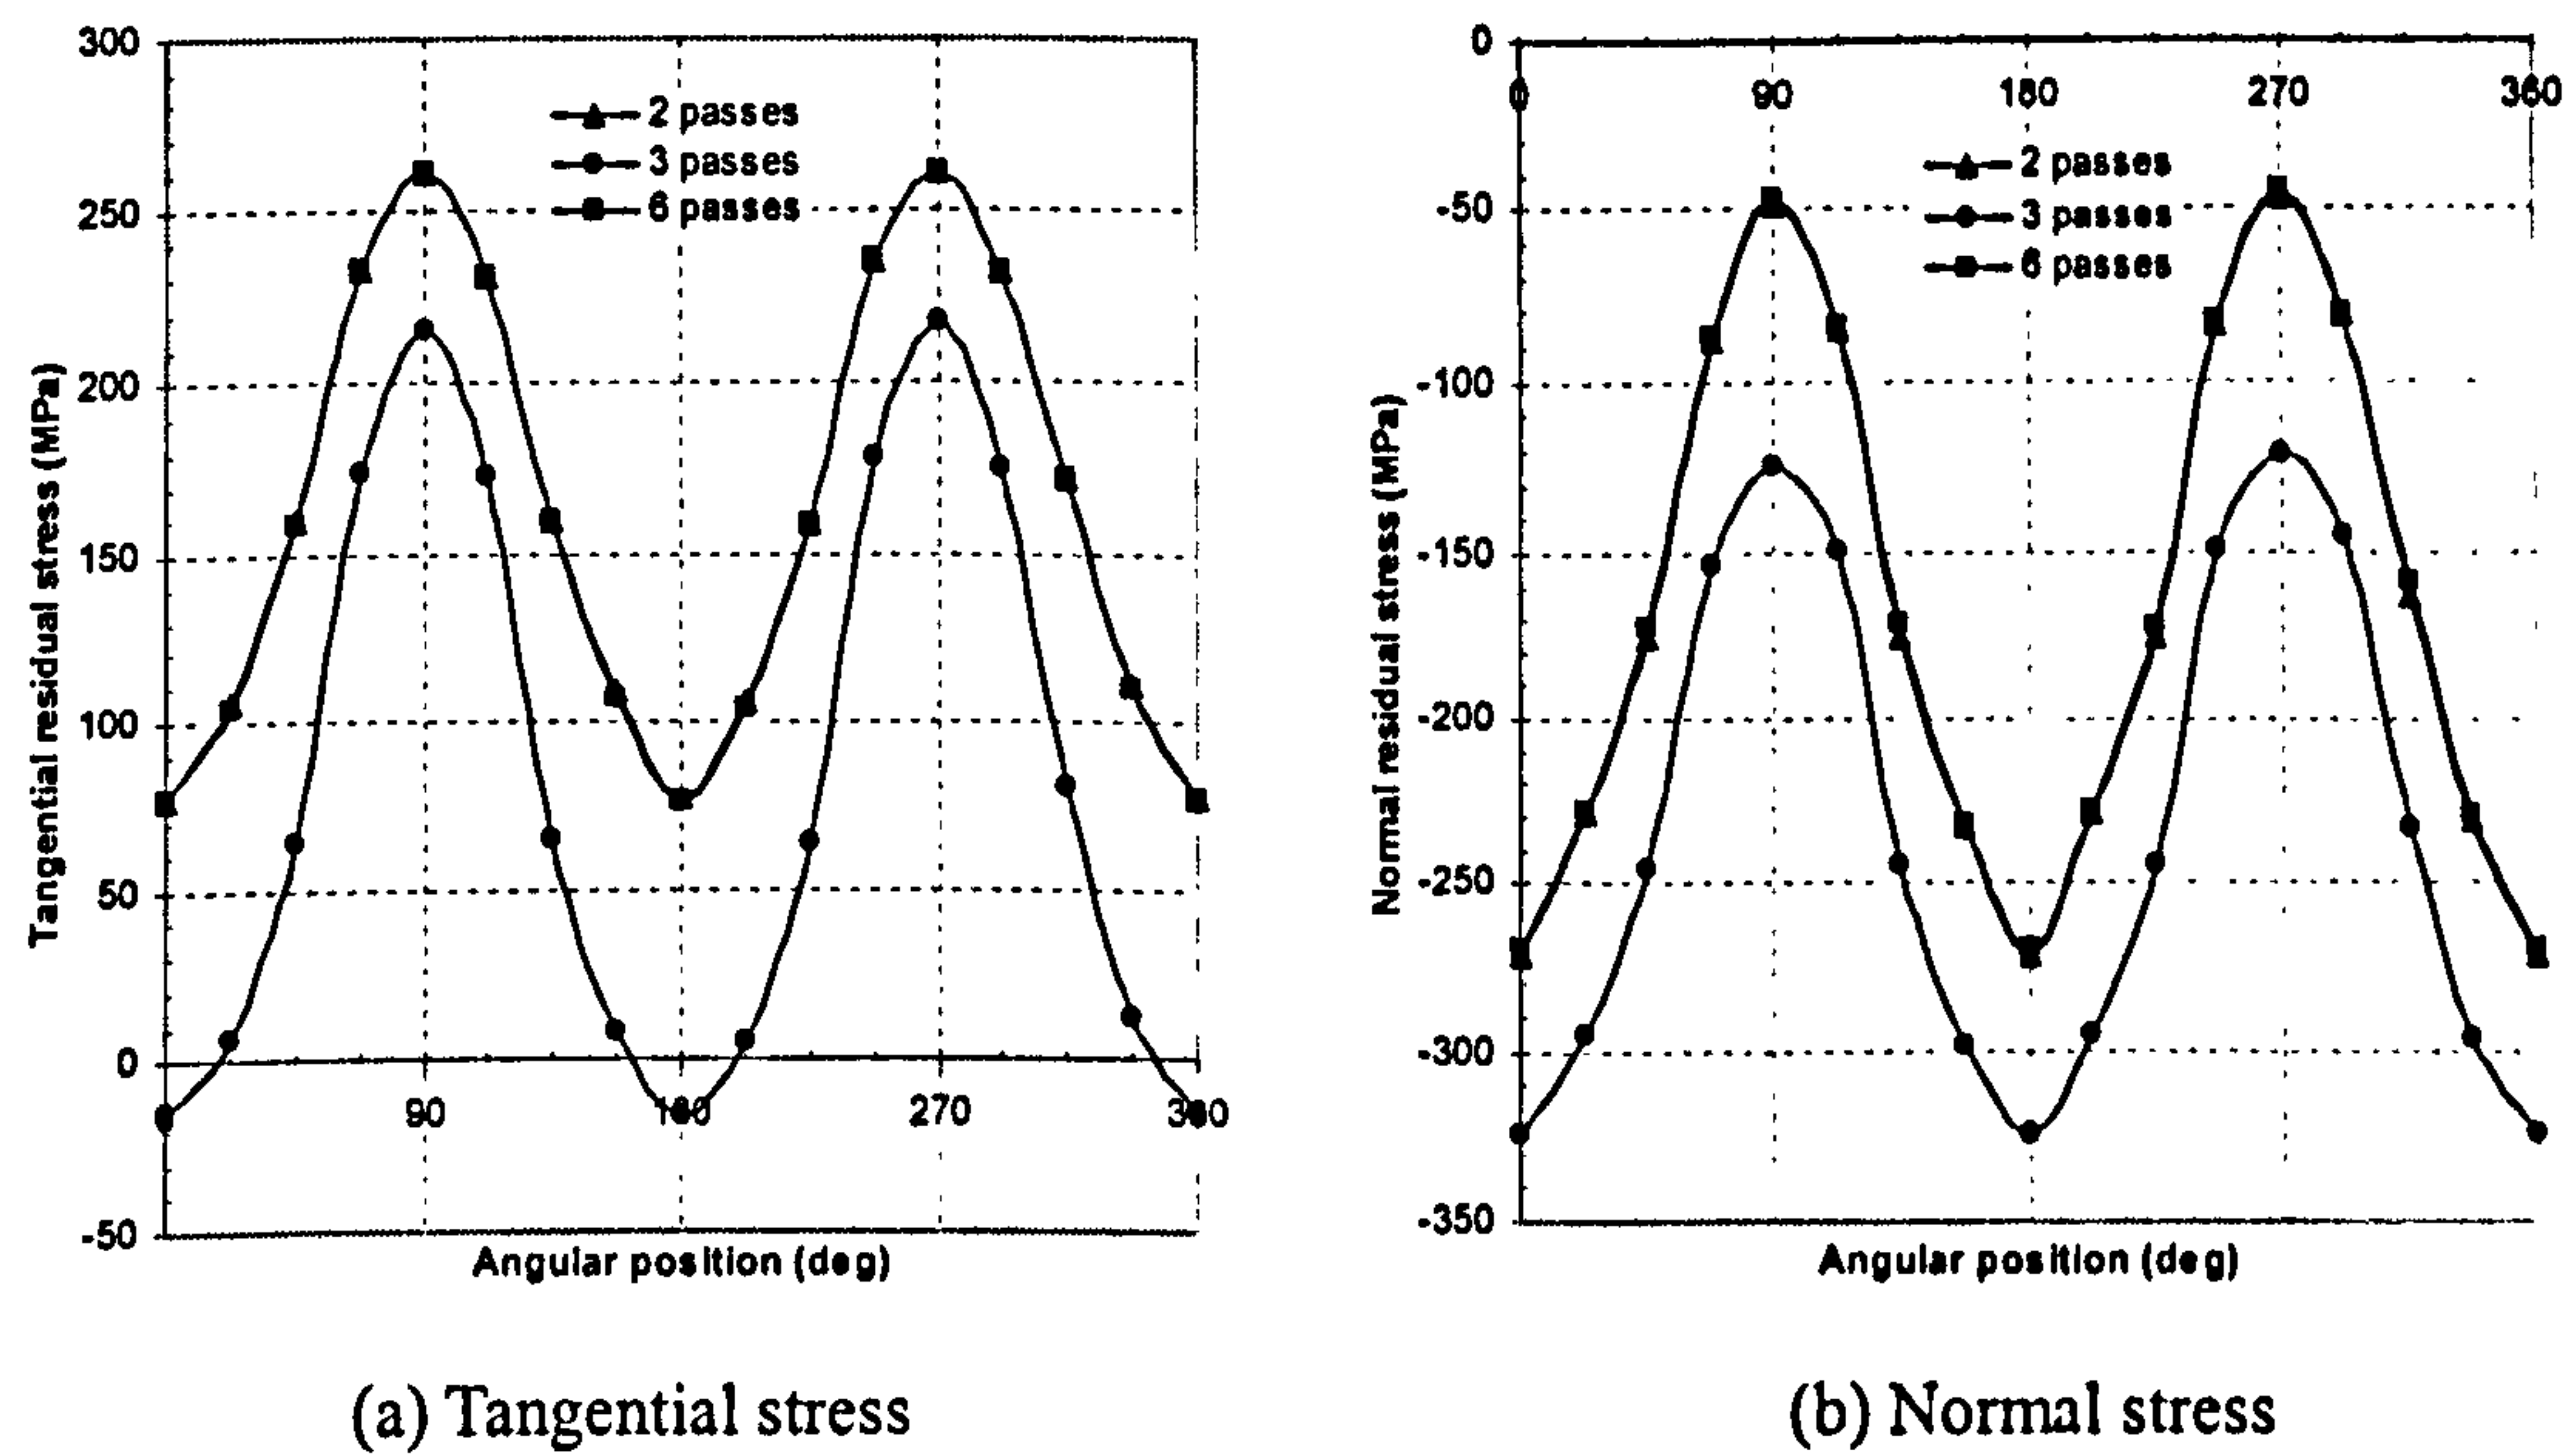 300
250
200
150
100
50
0
-50
90
180
270
360
2 passes
3 passes
6 passes
Tangential residual stress (MPa)
Angular position (deg)
(a) Tangential stress
0
-50
-100
-150
-200
-250
-300
-350
0
90
180
270
360
2 passes
3 passes
6 passes
Normal residual stress (MPa)
Angular position (deg)
(b) Normal stress